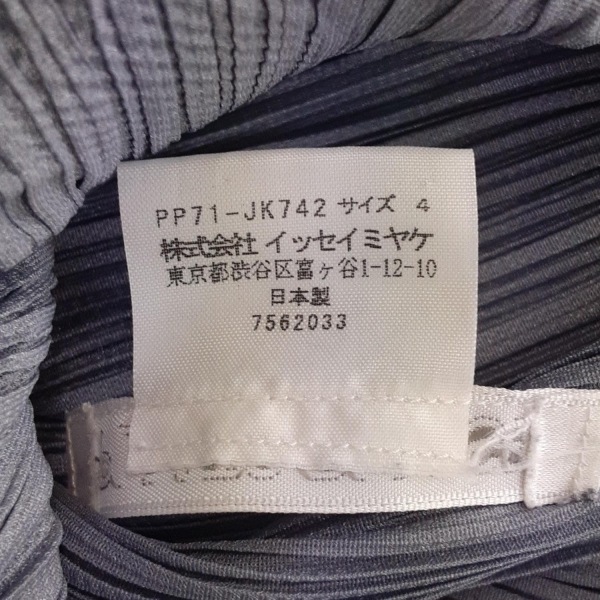 PP71-JK742 サイズ 4
株式会社 イッセイミヤケ
東京都渋谷区富ヶ谷1-12-10
日本製
7562033